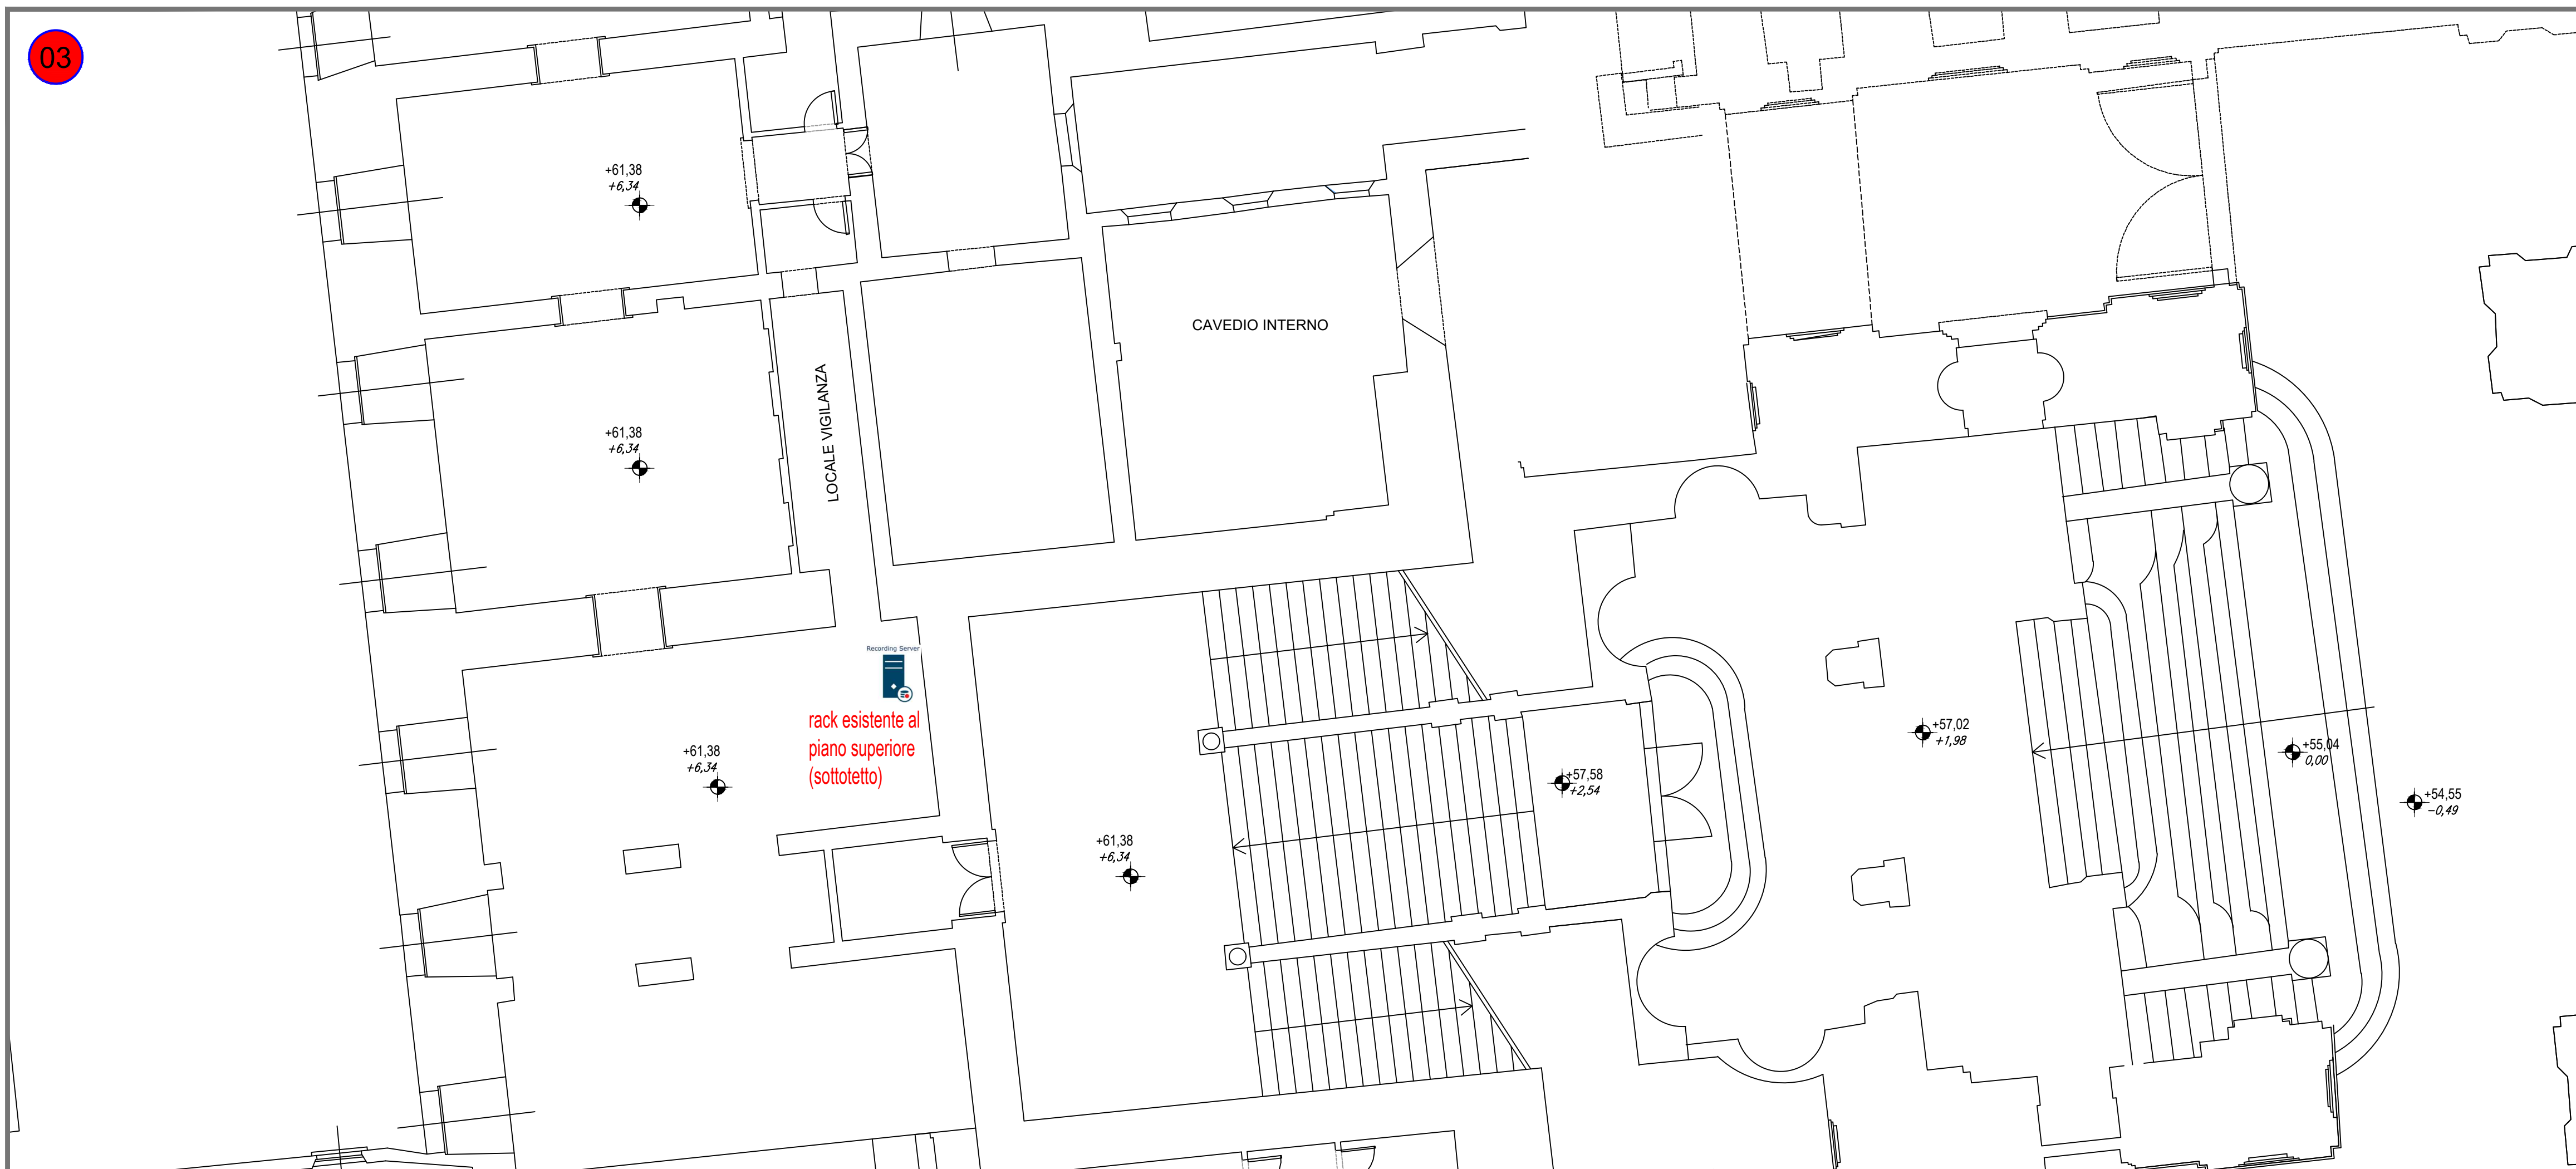 03
+61,38
+6,34
CAVEDIO INTERNO
LOCALE VIGILANZA
+61,38
+6,34
Recording Server
rack esistente al
piano superiore
(sottotetto)
+61,38
+6,34
+61,38
+6,34
+57,58
+2,54
+57,02
+1,98
+55,04
0,00
+54,55
-0,49